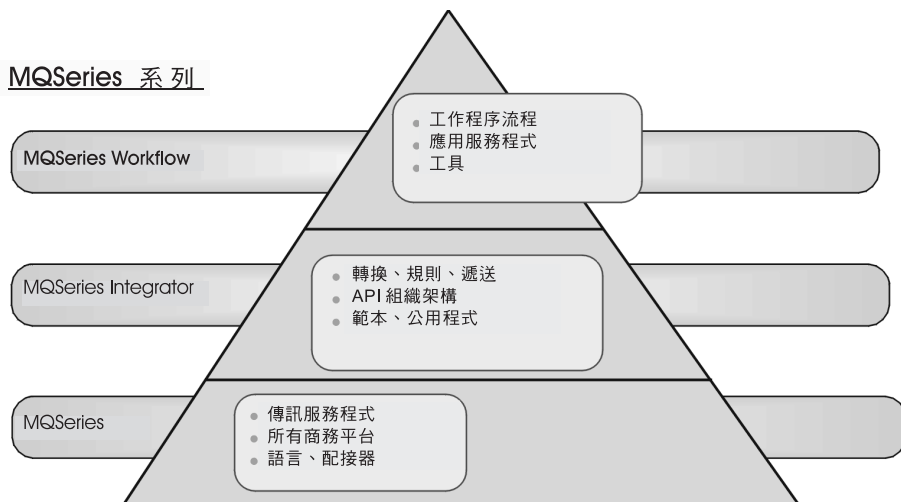 MQSeries 系列
MQSeries Workflow
工作程序流程
應用服務程式
工具
MQSeries Integrator
轉換、規則、遞送
API 組織架構
範本、公用程式
MQSeries
傳訊服務程式
所有商務平台
語言、配接器